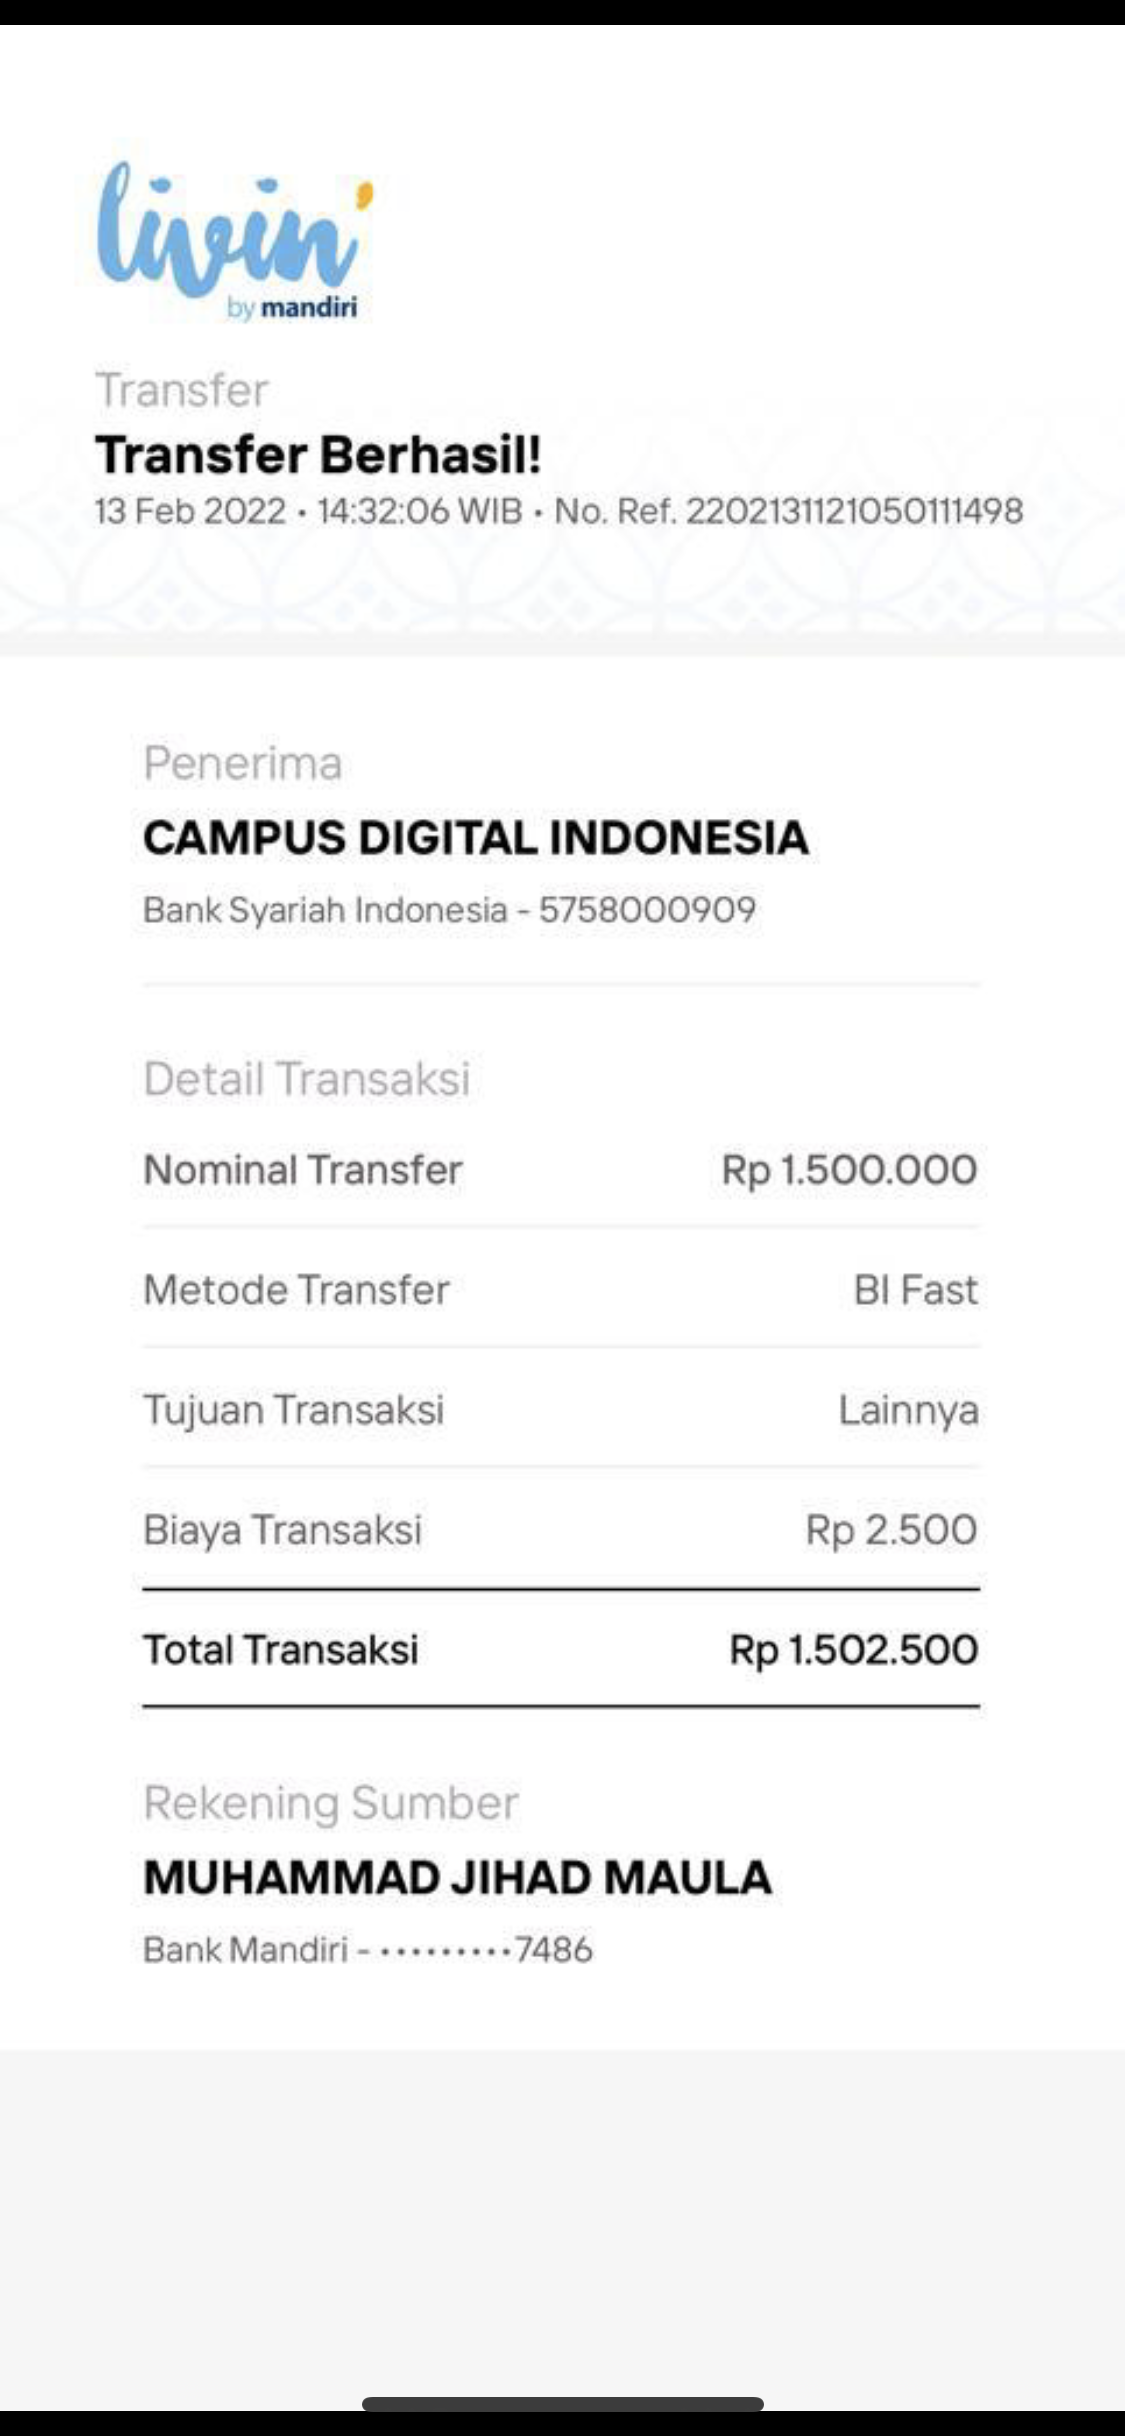 livin'
by mandiri
Transfer
Transfer Berhasil!
13 Feb 2022 • 14:32:06 WIB • No. Ref. 2202131121050111498
Penerima
CAMPUS DIGITAL INDONESIA
Bank Syariah Indonesia - 5758000909
Detail Transaksi
Nominal Transfer Rp 1.500.000
Metode Transfer BI Fast
Tujuan Transaksi Lainnya
Biaya Transaksi Rp 2.500
Total Transaksi Rp 1.502.500
Rekening Sumber
MUHAMMAD JIHAD MAULA
Bank Mandiri - •••••••••7486